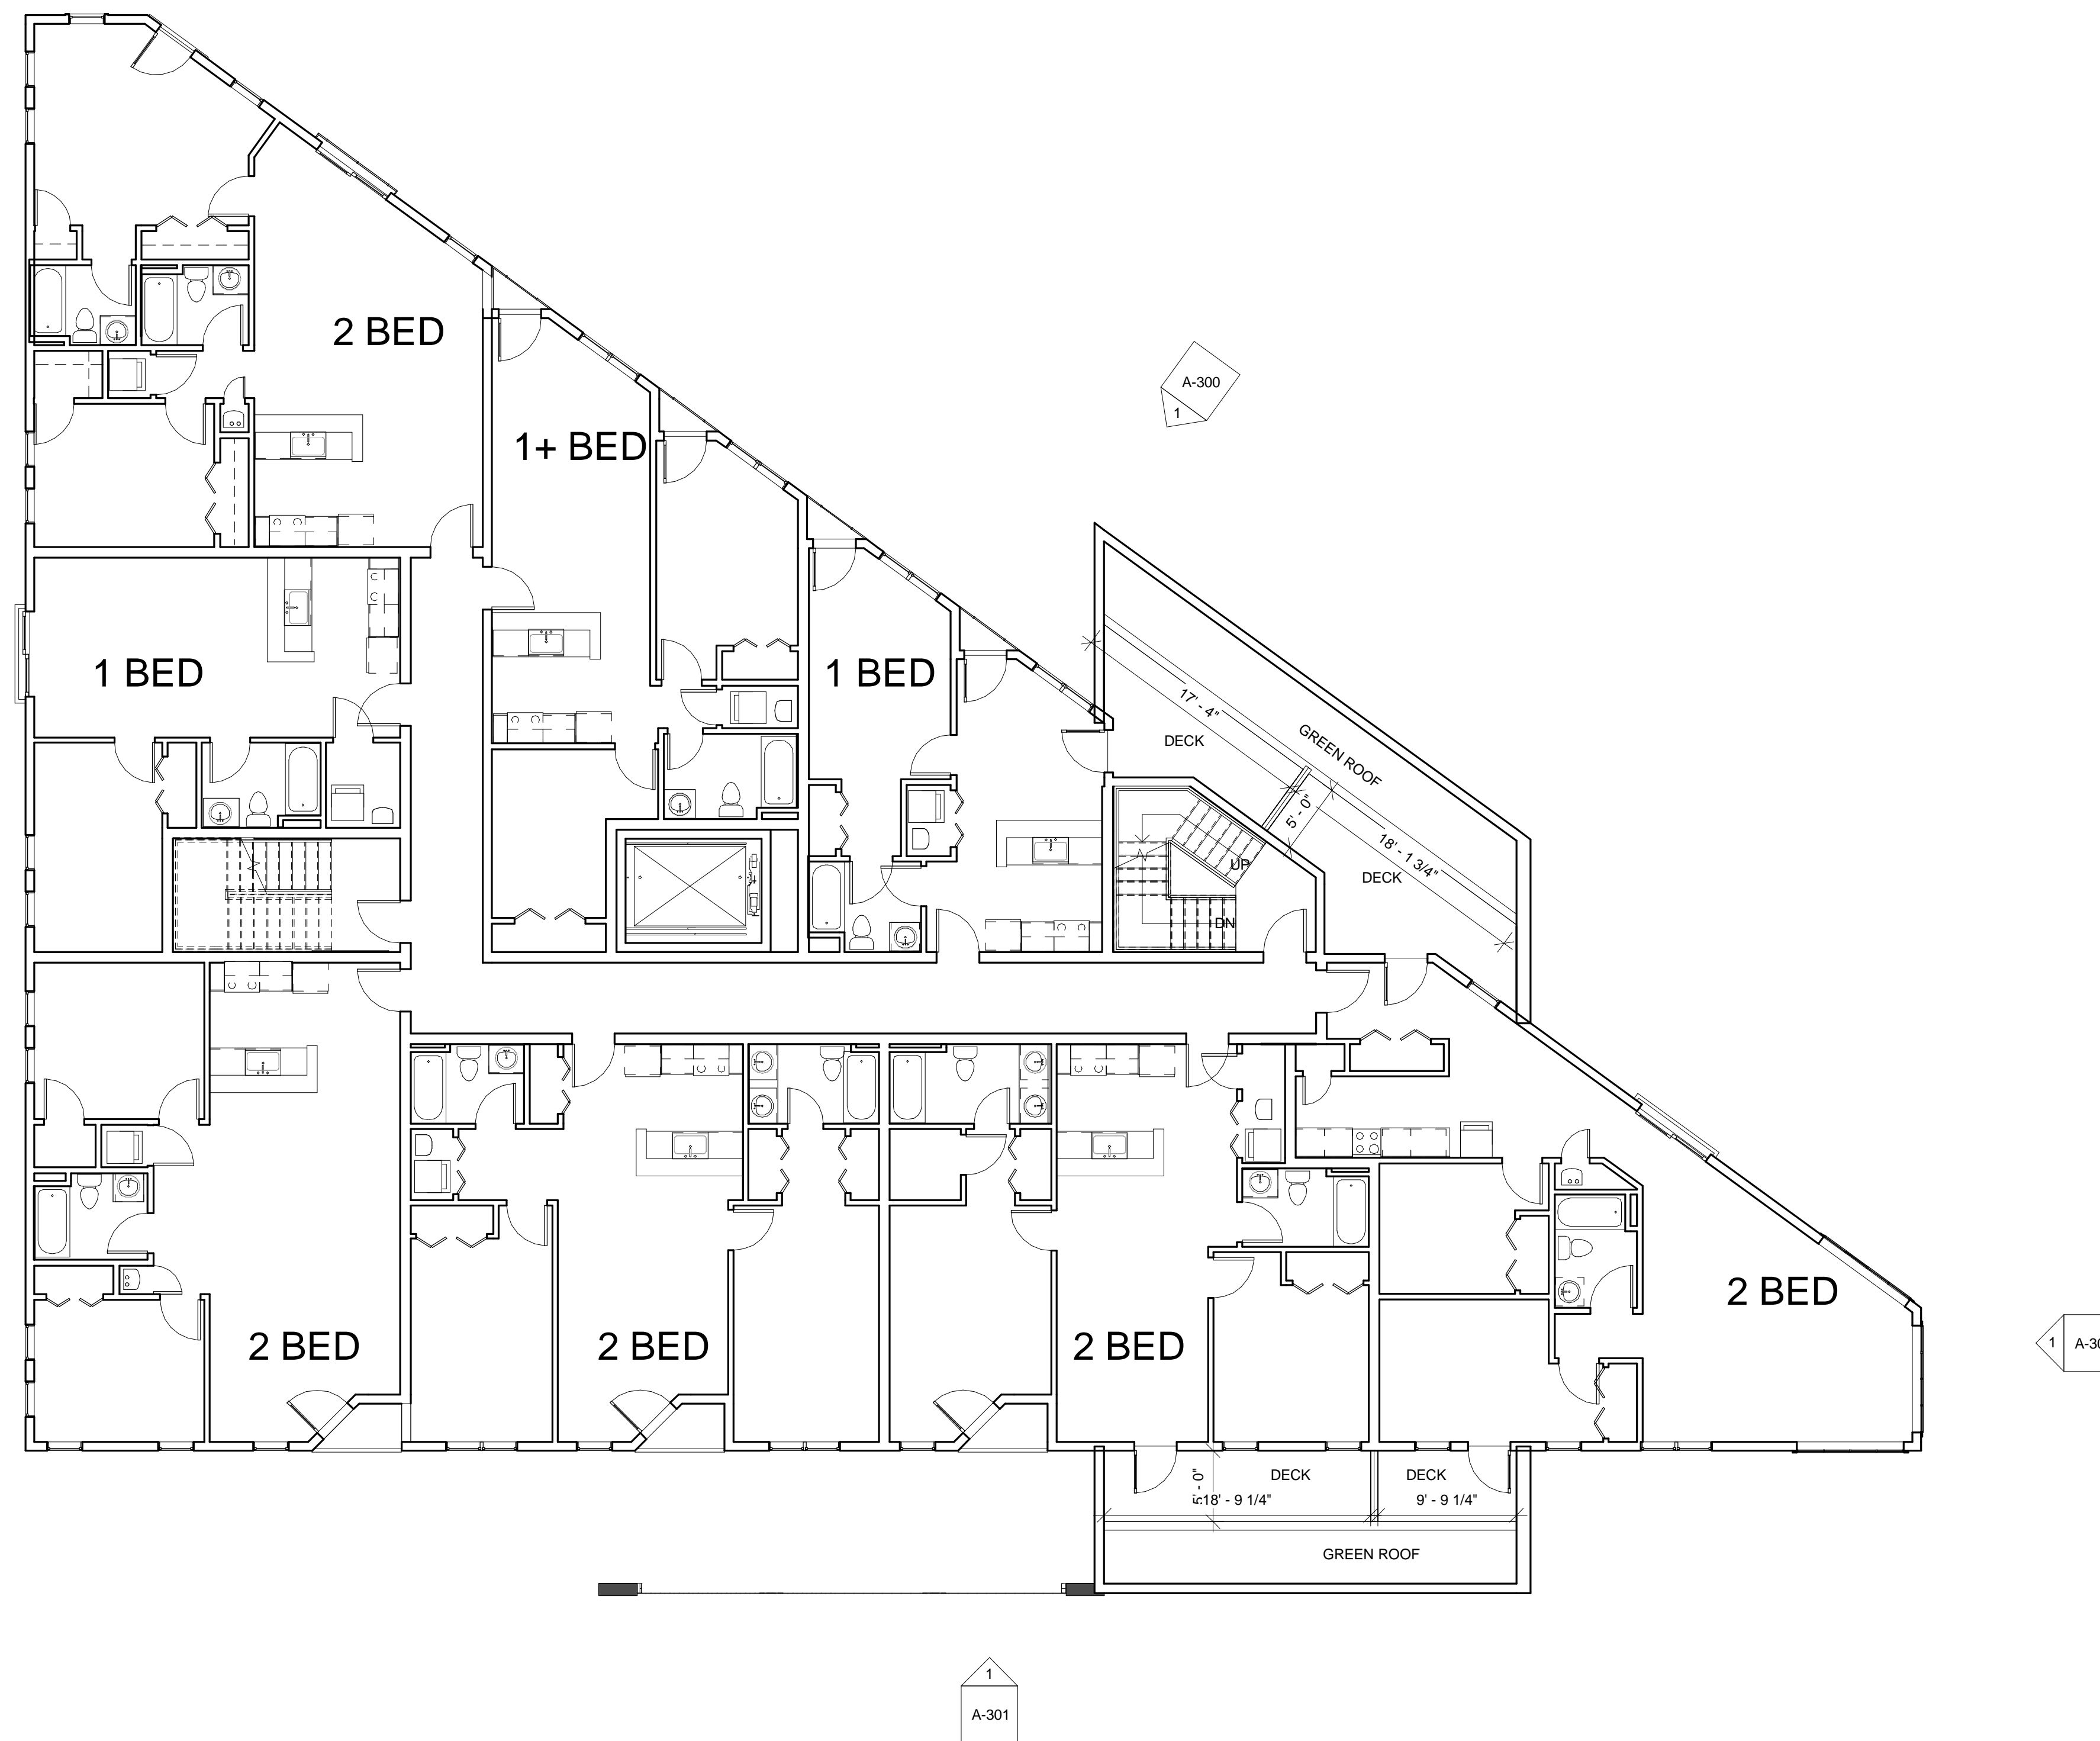 2 BED
A-300
1
1+ BED
1 BED
1 BED
17' - 4"
DECK
GREEN ROOF
5' - 0"
18' - 1 3/4"
UP
DECK
DN
2 BED
1
A-30
2 BED
2 BED
2 BED
DECK
DECK
5' - 0"
18' - 9 1/4"
9' - 9 1/4"
GREEN ROOF
1
A-301